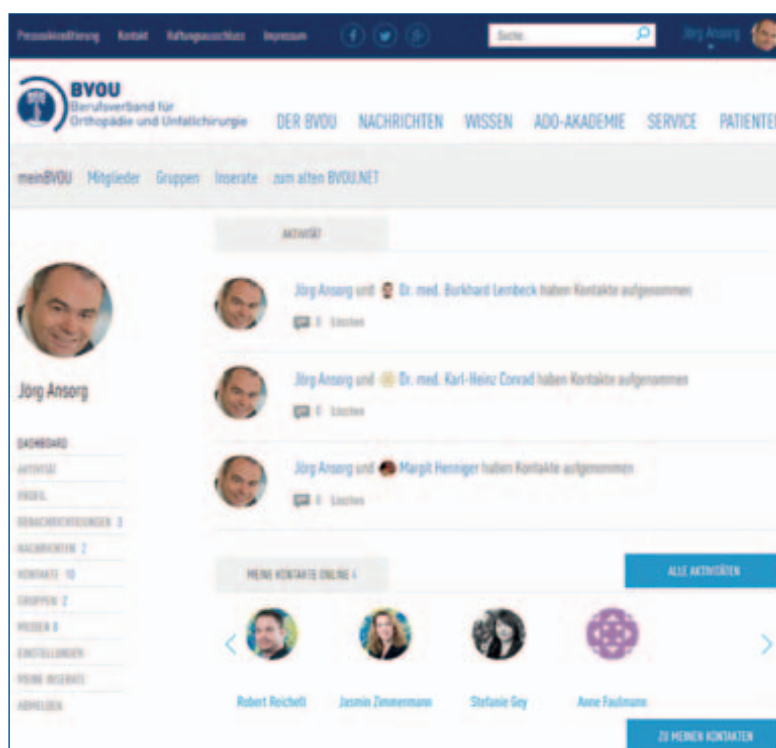 Presseakkreditierung Kontakt Haftungsausschluss Impressum
Suche
Jörg Ansorg
BVOU
Berufsverband für
Orthopädie und Unfallchirurgie
DER BVOU NACHRICHTEN WISSEN ADO-AKADEMIE SERVICE PATIENTEN
meinBVOU Mitglieder Gruppen Inserate zum alten BVOU.NET
AKTIVITÄT
Jörg Ansorg und Dr. med. Burkhard Lembeck haben Kontakte aufgenommen
0 Löschen
Jörg Ansorg und Dr. med. Karl-Heinz Conrad haben Kontakte aufgenommen
0 Löschen
Jörg Ansorg und Margit Henniger haben Kontakte aufgenommen
0 Löschen
Jörg Ansorg
DASHBOARD
AKTIVITÄT
PROFIL
BENACHRICHTIGUNGEN 3
NACHRICHTEN 2
KONTAKTE 10
GRUPPEN 2
MEDIEN 0
EINSTELLUNGEN
MEINE INSERATE
ABMELDEN
MEINE KONTAKTE ONLINE 4
ALLE AKTIVITÄTEN
Robert Reichelt Jasmin Zimmermann Stefanie Gey Anne Faulmann
ZU MEINEN KONTAKTEN